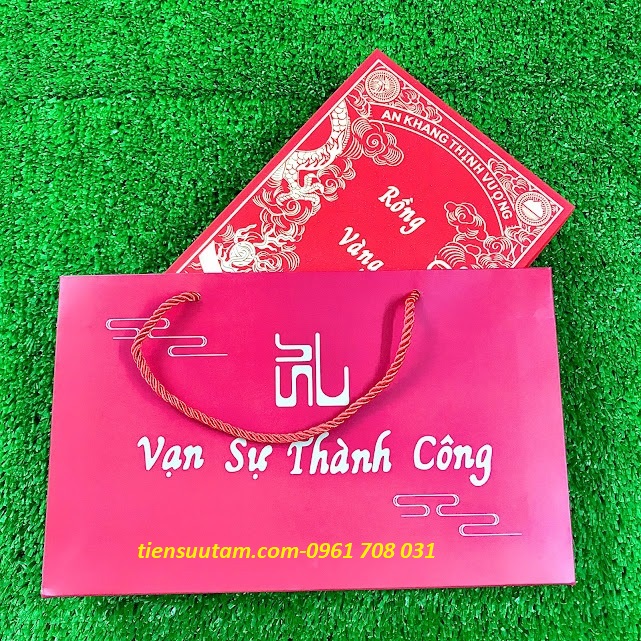 AN KHANG THỊNH VƯỢNG
Rồng
Vàng
Vạn Sự Thành Công
tiensuutam.com-0961 708 031